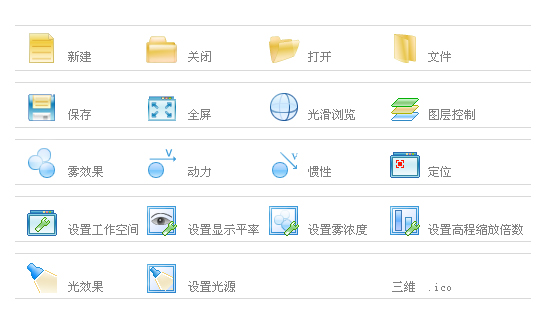 新建 关闭 打开 文件
保存 全屏 光滑浏览 图层控制
雾效果 V 动力 V 惯性 定位
设置工作空间 设置显示平率 设置雾浓度 设置高程缩放倍数
光效果 设置光源 三维 .ico